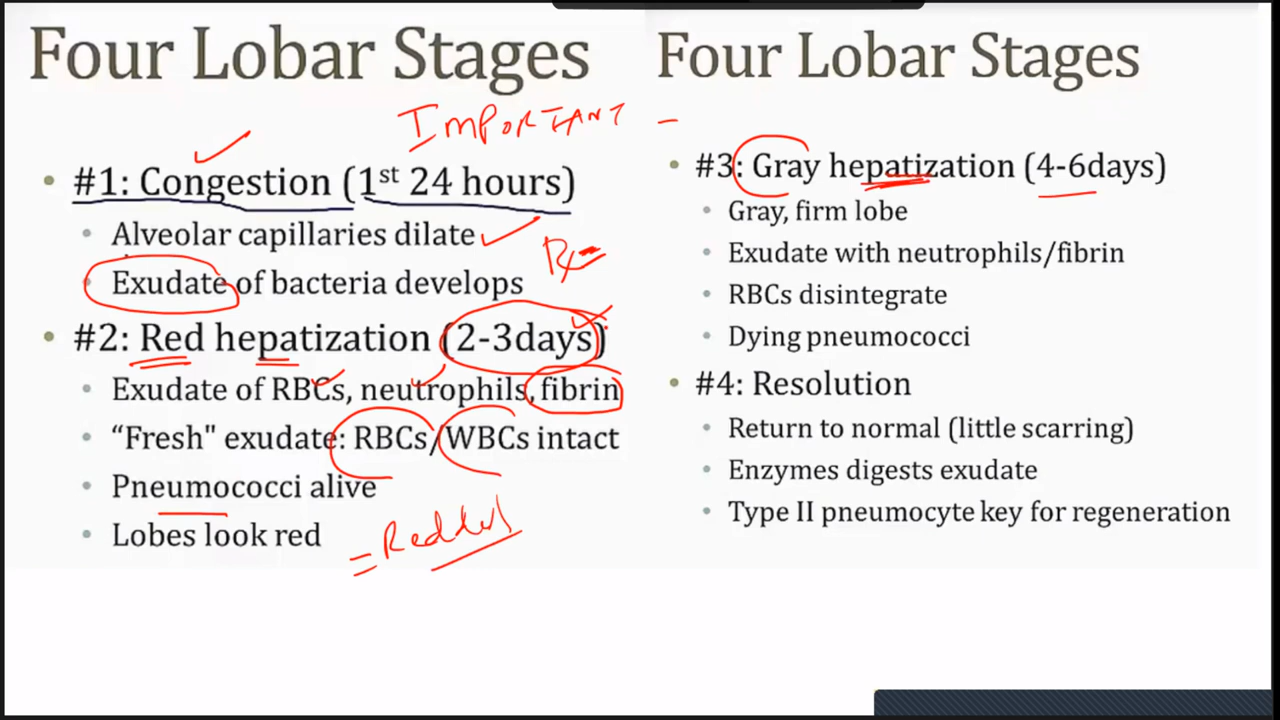 Four Lobar Stages
IMPORTANT
• #1: Congestion (1st 24 hours)
• Alveolar capillaries dilate
• Exudate of bacteria develops
• #2: Red hepatization (2-3days)
• Exudate of RBCs, neutrophils, fibrin
• “Fresh" exudate: RBCs/WBCs intact
• Pneumococci alive
• Lobes look red
Four Lobar Stages
• #3: Gray hepatization (4-6days)
• Gray, firm lobe
• Exudate with neutrophils/fibrin
• RBCs disintegrate
• Dying pneumococci
• #4: Resolution
• Return to normal (little scarring)
• Enzymes digests exudate
• Type II pneumocyte key for regeneration